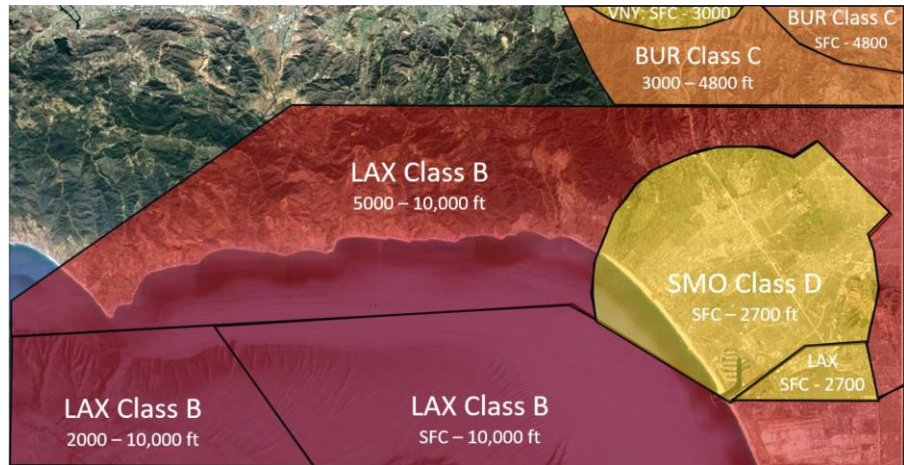 VNY: SFC - 3000
BUR Class C
SFC - 4800
BUR Class C
3000 – 4800 ft
LAX Class B
5000 – 10,000 ft
SMO Class D
SFC – 2700 ft
LAX
SFC - 2700
LAX Class B
2000 – 10,000 ft
LAX Class B
SFC – 10,000 ft